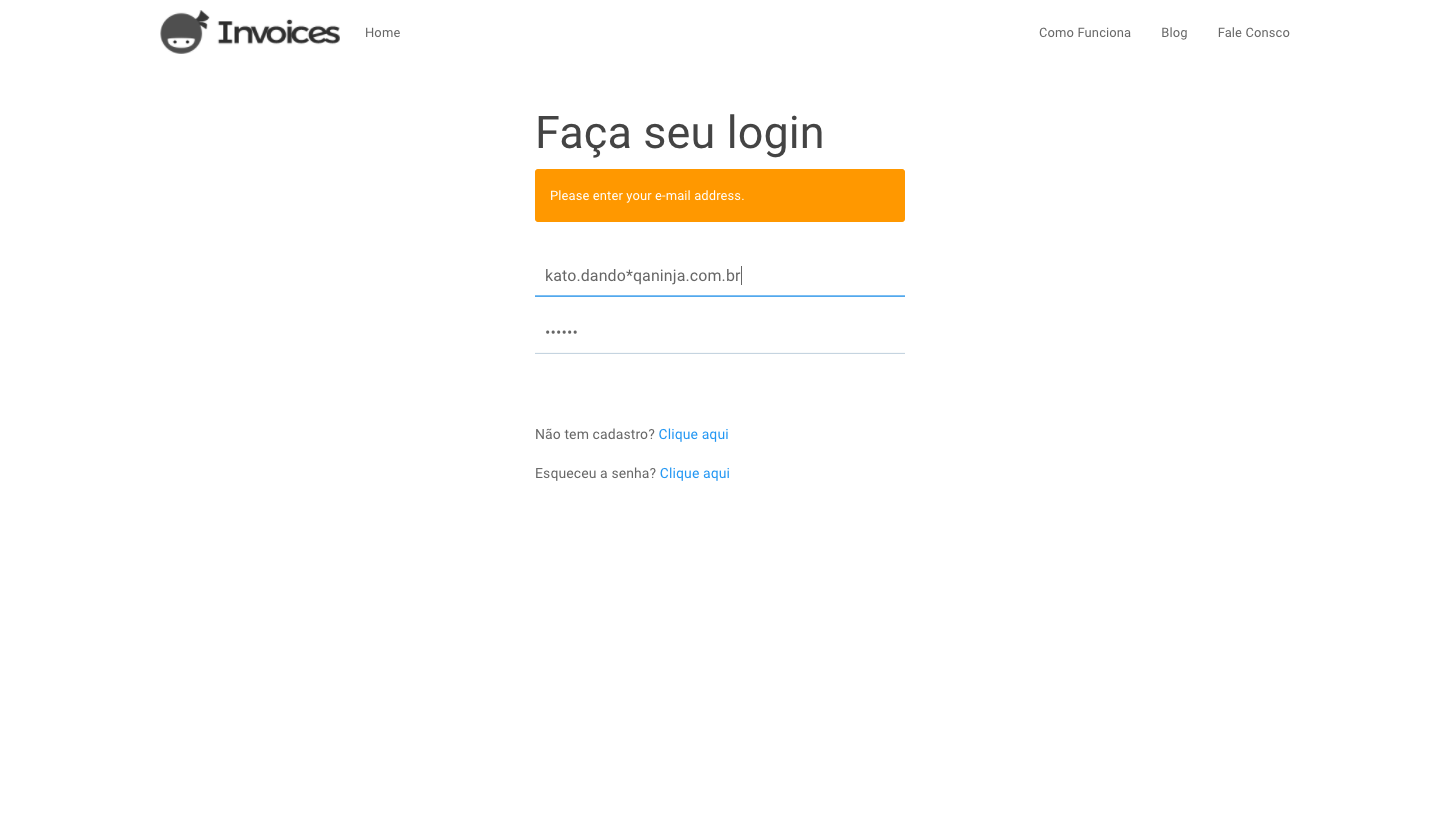 Invoices
Home
Como Funciona
Blog
Fale Consco
Faça seu login
Please enter your e-mail address.
kato.dando*qaninja.com.br
••••••
Não tem cadastro? Clique aqui
Esqueceu a senha? Clique aqui